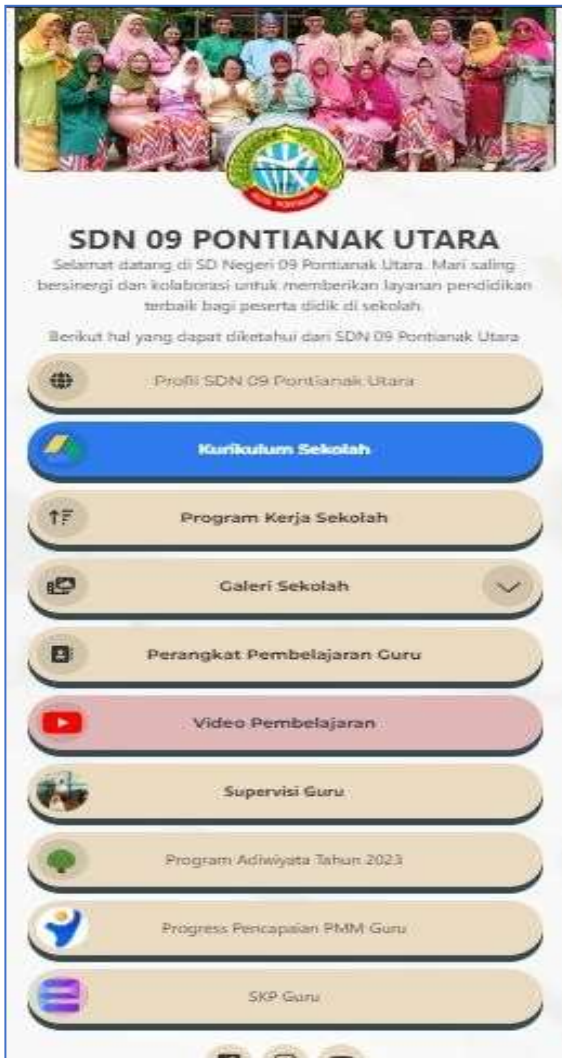 SDN 09 PONTIANAK UTARA
Selamat datang di SD Negeri 09 Pontianak Utara. Mari saling
bersinergi dan kolaborasi untuk memberikan layanan pendidikan
terbaik bagi peserta didik di sekolah.
Berikut hal yang dapat diketahui dari SDN 09 Pontianak Utara
Profil SDN 09 Pontianak Utara
Kurikulum Sekolah
Program Kerja Sekolah
Galeri Sekolah
Perangkat Pembelajaran Guru
Video Pembelajaran
Supervisi Guru
Program Adiwiyata Tahun 2023
Progress Pencapaian PMM Guru
SKP Guru